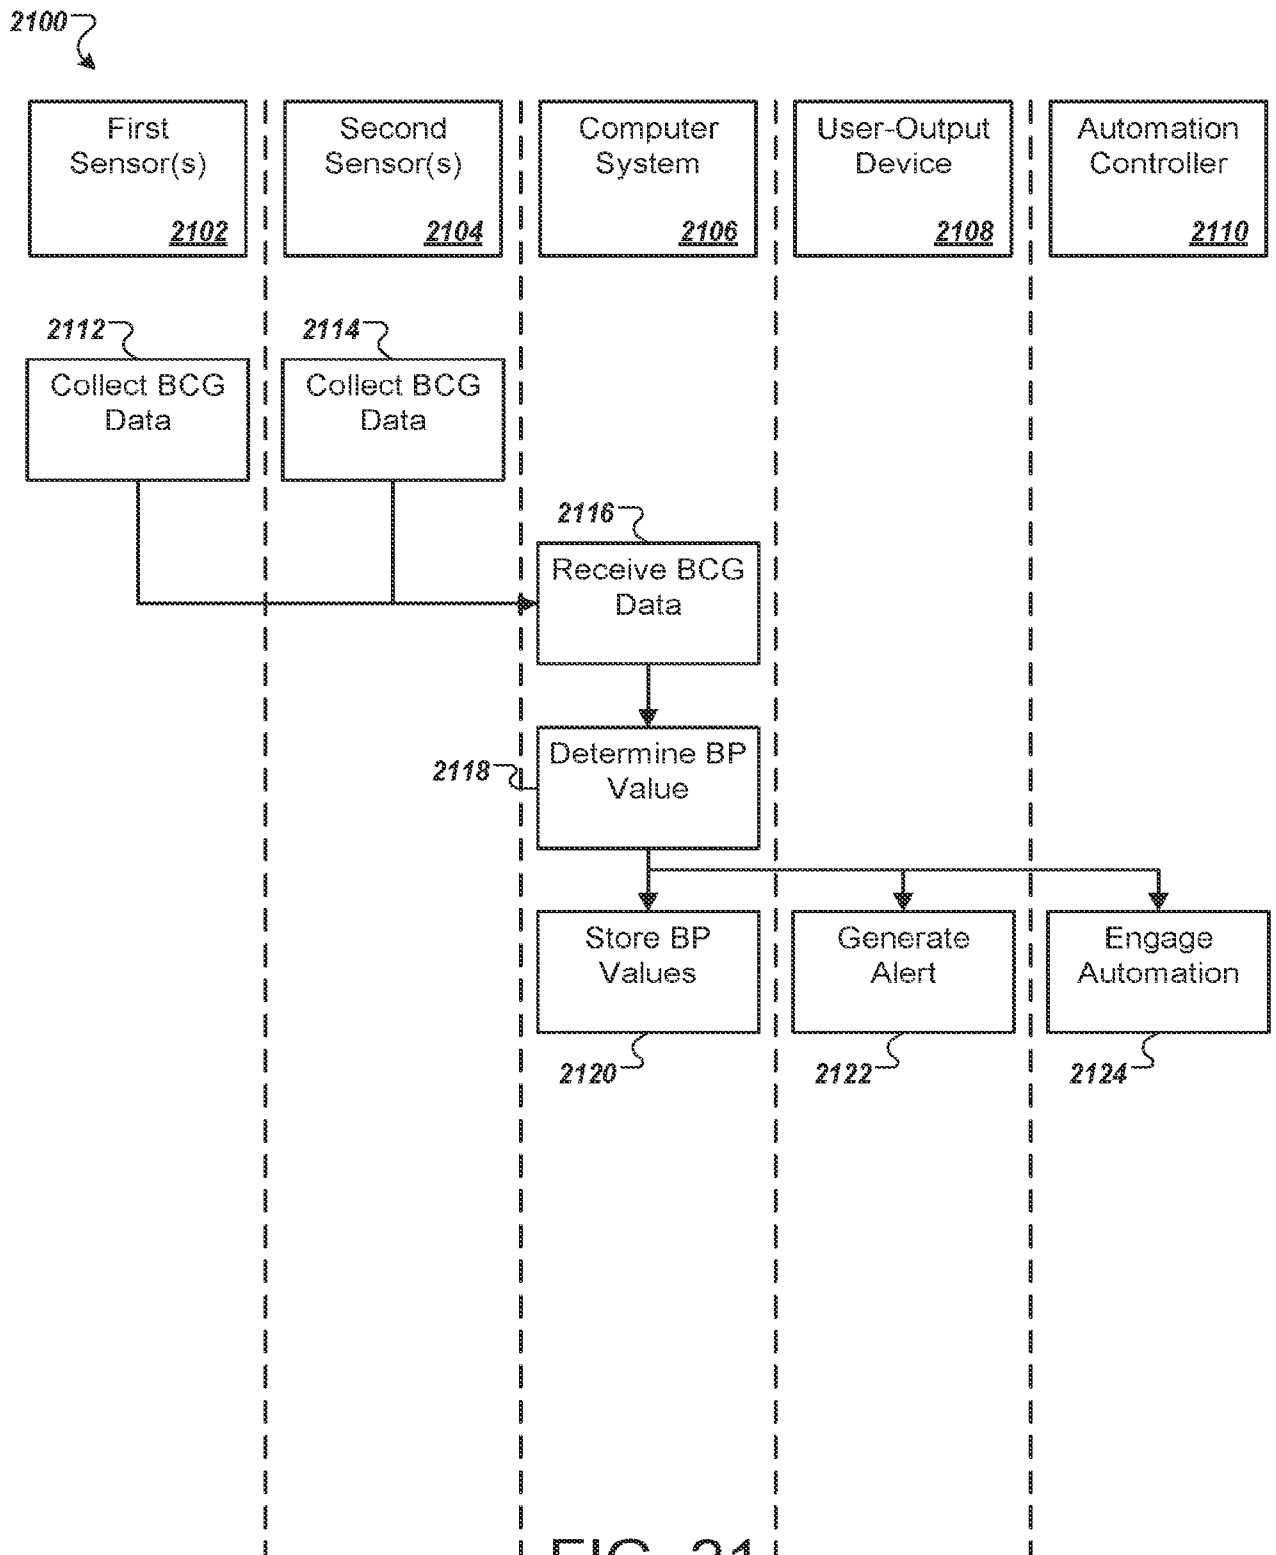 2100
First
Sensor(s)
2102
Second
Sensor(s)
2104
Computer
System
2106
User-Output
Device
2108
Automation
Controller
2110
2112
Collect BCG
Data
2114
Collect BCG
Data
2116
Receive BCG
Data
2118
Determine BP
Value
Store BP
Values
2120
Generate
Alert
2122
Engage
Automation
2124
FIG. 21